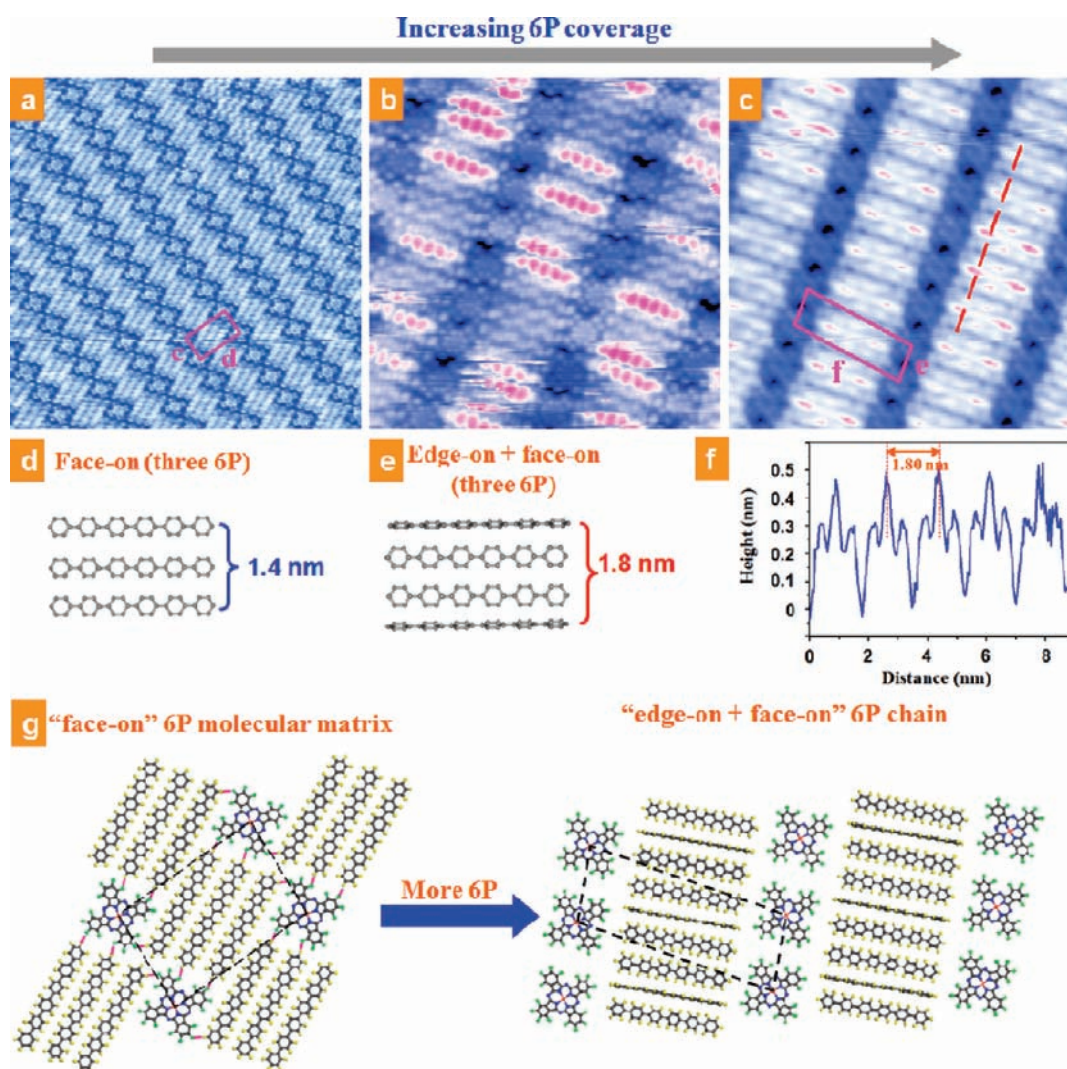 Increasing 6P coverage
a
b
c
c
d
f
e
d
Face-on (three 6P)
1.4 nm
e
Edge-on + face-on
(three 6P)
1.8 nm
f
1.80 nm
Height (nm)
0.5
0.4
0.3
0.2
0.1
0
0 2 4 6 8
Distance (nm)
g
“face-on” 6P molecular matrix
“edge-on + face-on” 6P chain
More 6P